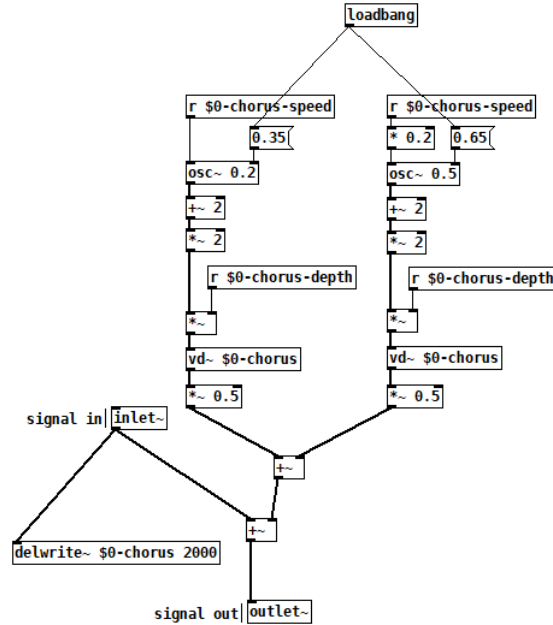 loadbang
r $0-chorus-speed
r $0-chorus-speed
0.35
* 0.2
0.65
osc~ 0.2
osc~ 0.5
+~ 2
+~ 2
*~ 2
*~ 2
r $0-chorus-depth
r $0-chorus-depth
*~
*~
vd~ $0-chorus
vd~ $0-chorus
*~ 0.5
*~ 0.5
signal in
inlet~
+~
+~
delwrite~ $0-chorus 2000
signal out
outlet~